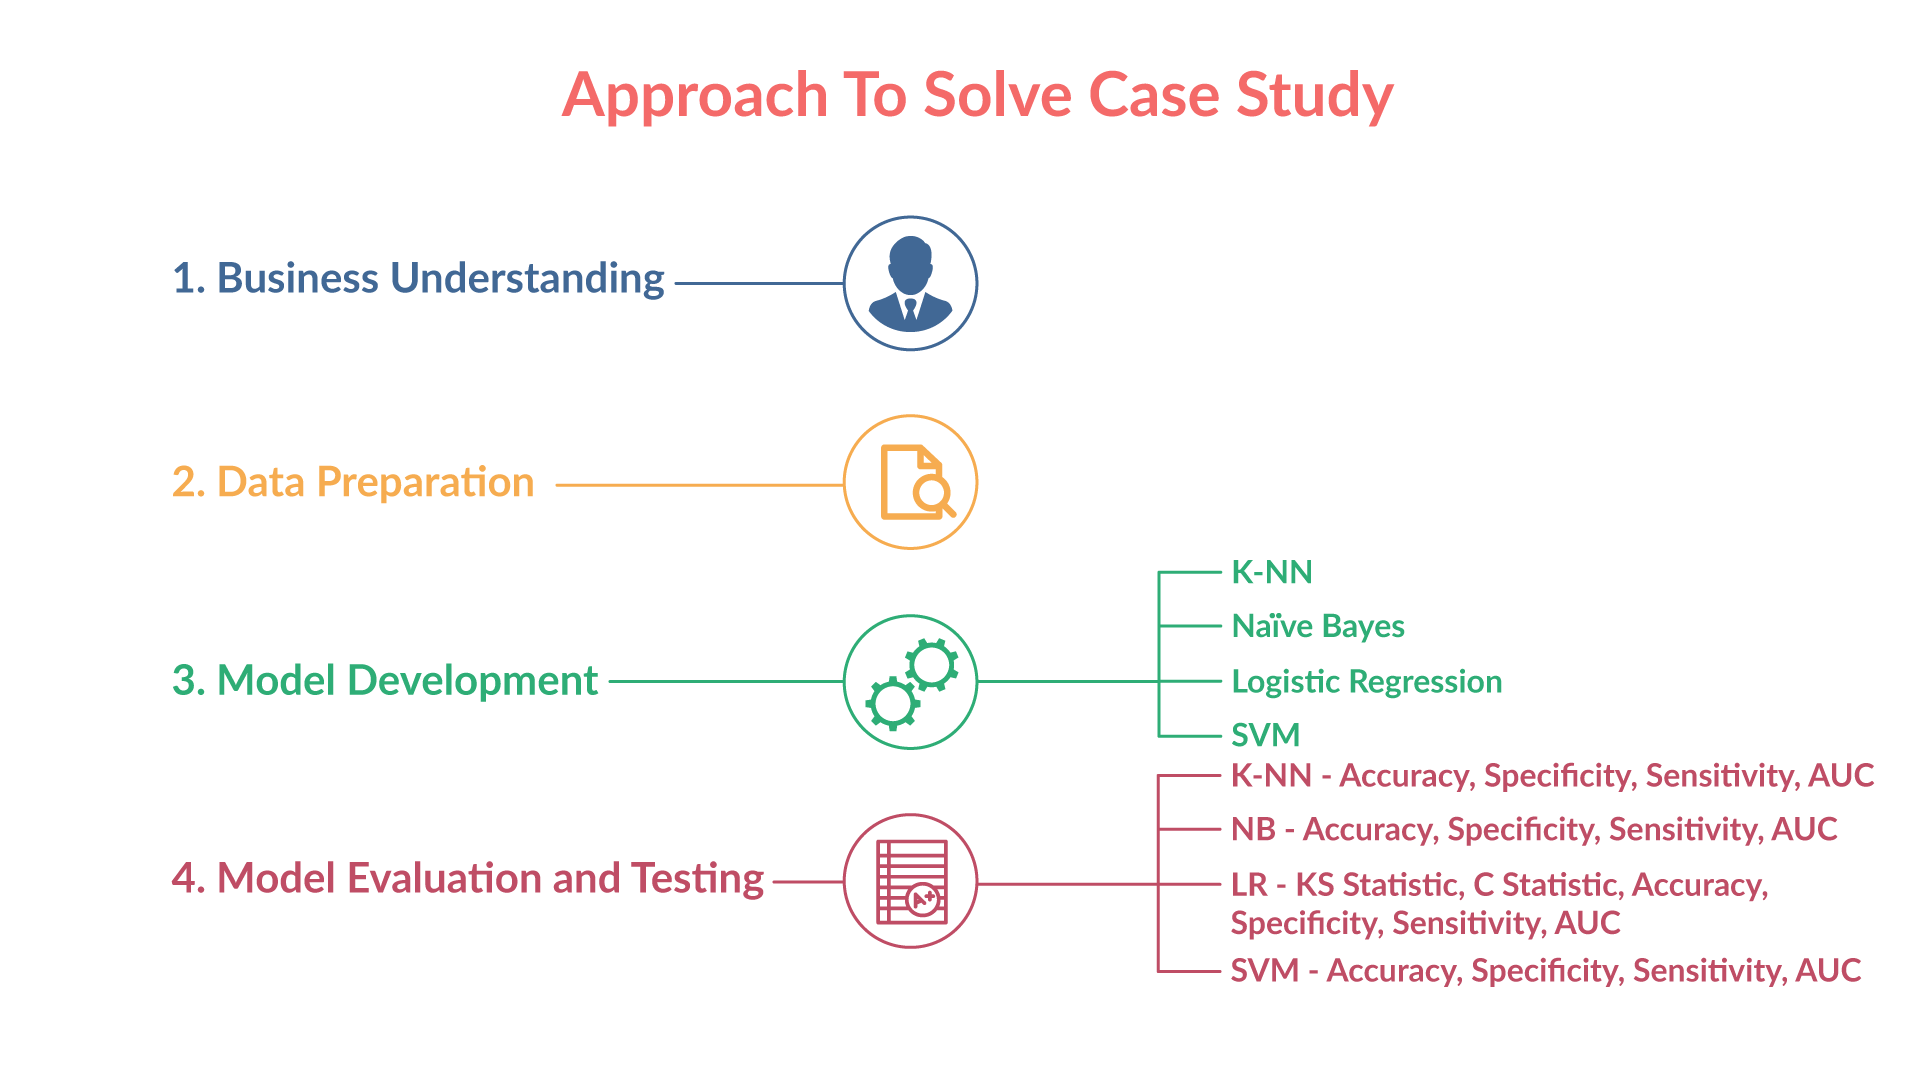 Approach To Solve Case Study
1. Business Understanding
2. Data Preparation
3. Model Development
K-NN
Naïve Bayes
Logistic Regression
SVM
4. Model Evaluation and Testing
A+
K-NN - Accuracy, Specificity, Sensitivity, AUC
NB - Accuracy, Specificity, Sensitivity, AUC
LR - KS Statistic, C Statistic, Accuracy,
Specificity, Sensitivity, AUC
SVM - Accuracy, Specificity, Sensitivity, AUC